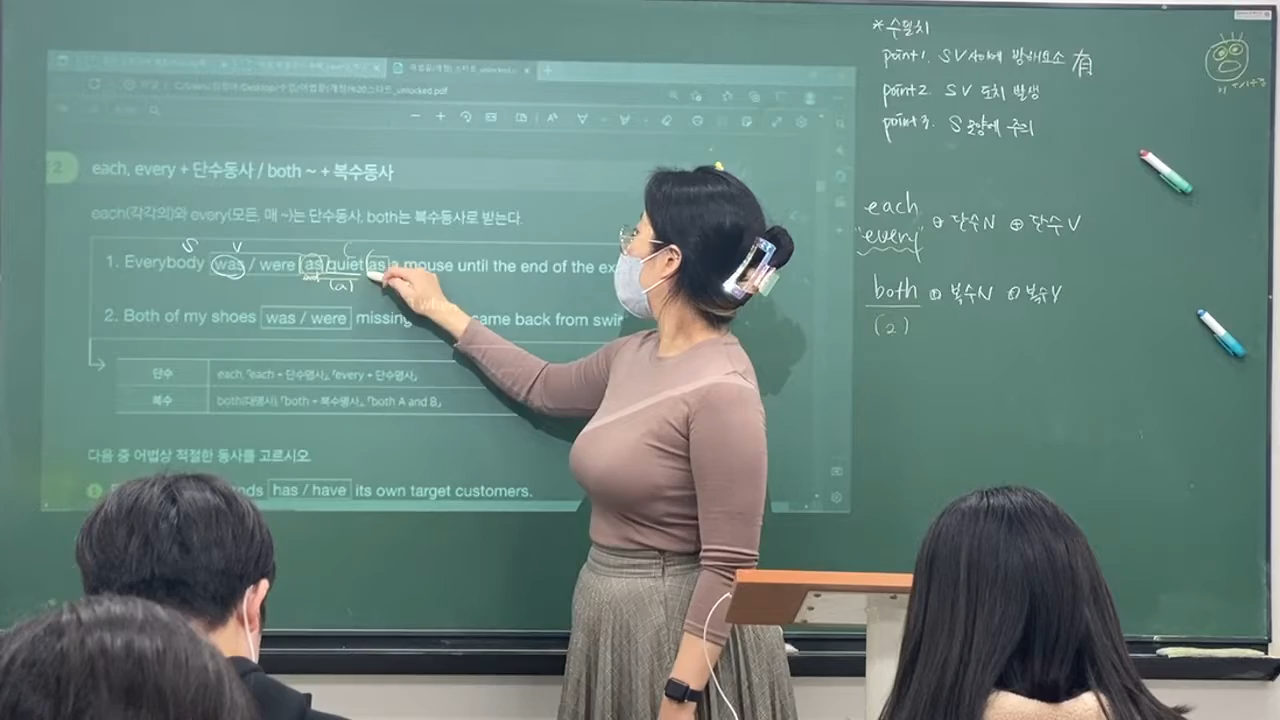 _unlocked.pdf
2
each, every + 단수동사 / both ~ + 복수동사
each(각각의)와 every(모든, 매 ~)는 단수동사, both는 복수동사로 받는다.
S V
1. Everybody was / were as quiet as a mouse until the end of the ex
(a)
2. Both of my shoes was / were missing came back from swi
단수 each, 「each + 단수명사」, 「every + 단수명사」
복수 both(대명사), 「both + 복수명사」, 「both A and B」
다음 중 어법상 적절한 동사를 고르시오.
nds has / have its own target customers.
* 수일치
point1. SV 사이에 방해요소 有
point2. SV 도치 발생
point3. S 모양에 주의
each
"every" ⊕ 단수N ⊕ 단수V
both ⊕ 복수N ⊕ 복수V
(2)